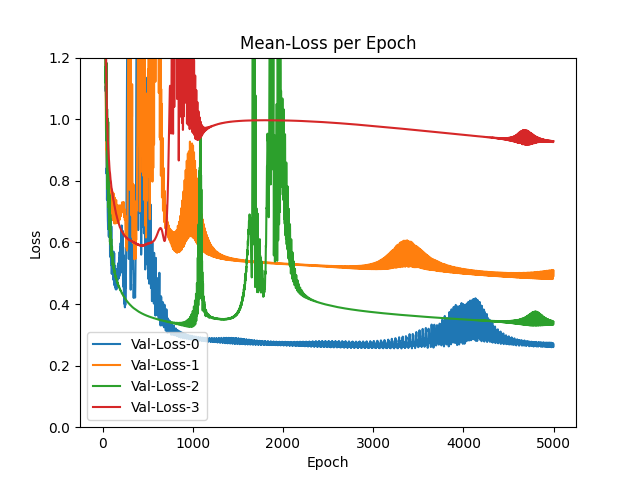 Mean-Loss per Epoch
Loss
1.2
1.0
0.8
0.6
0.4
0.2
0.0
Val-Loss-0
Val-Loss-1
Val-Loss-2
Val-Loss-3
0 1000 2000 3000 4000 5000
Epoch